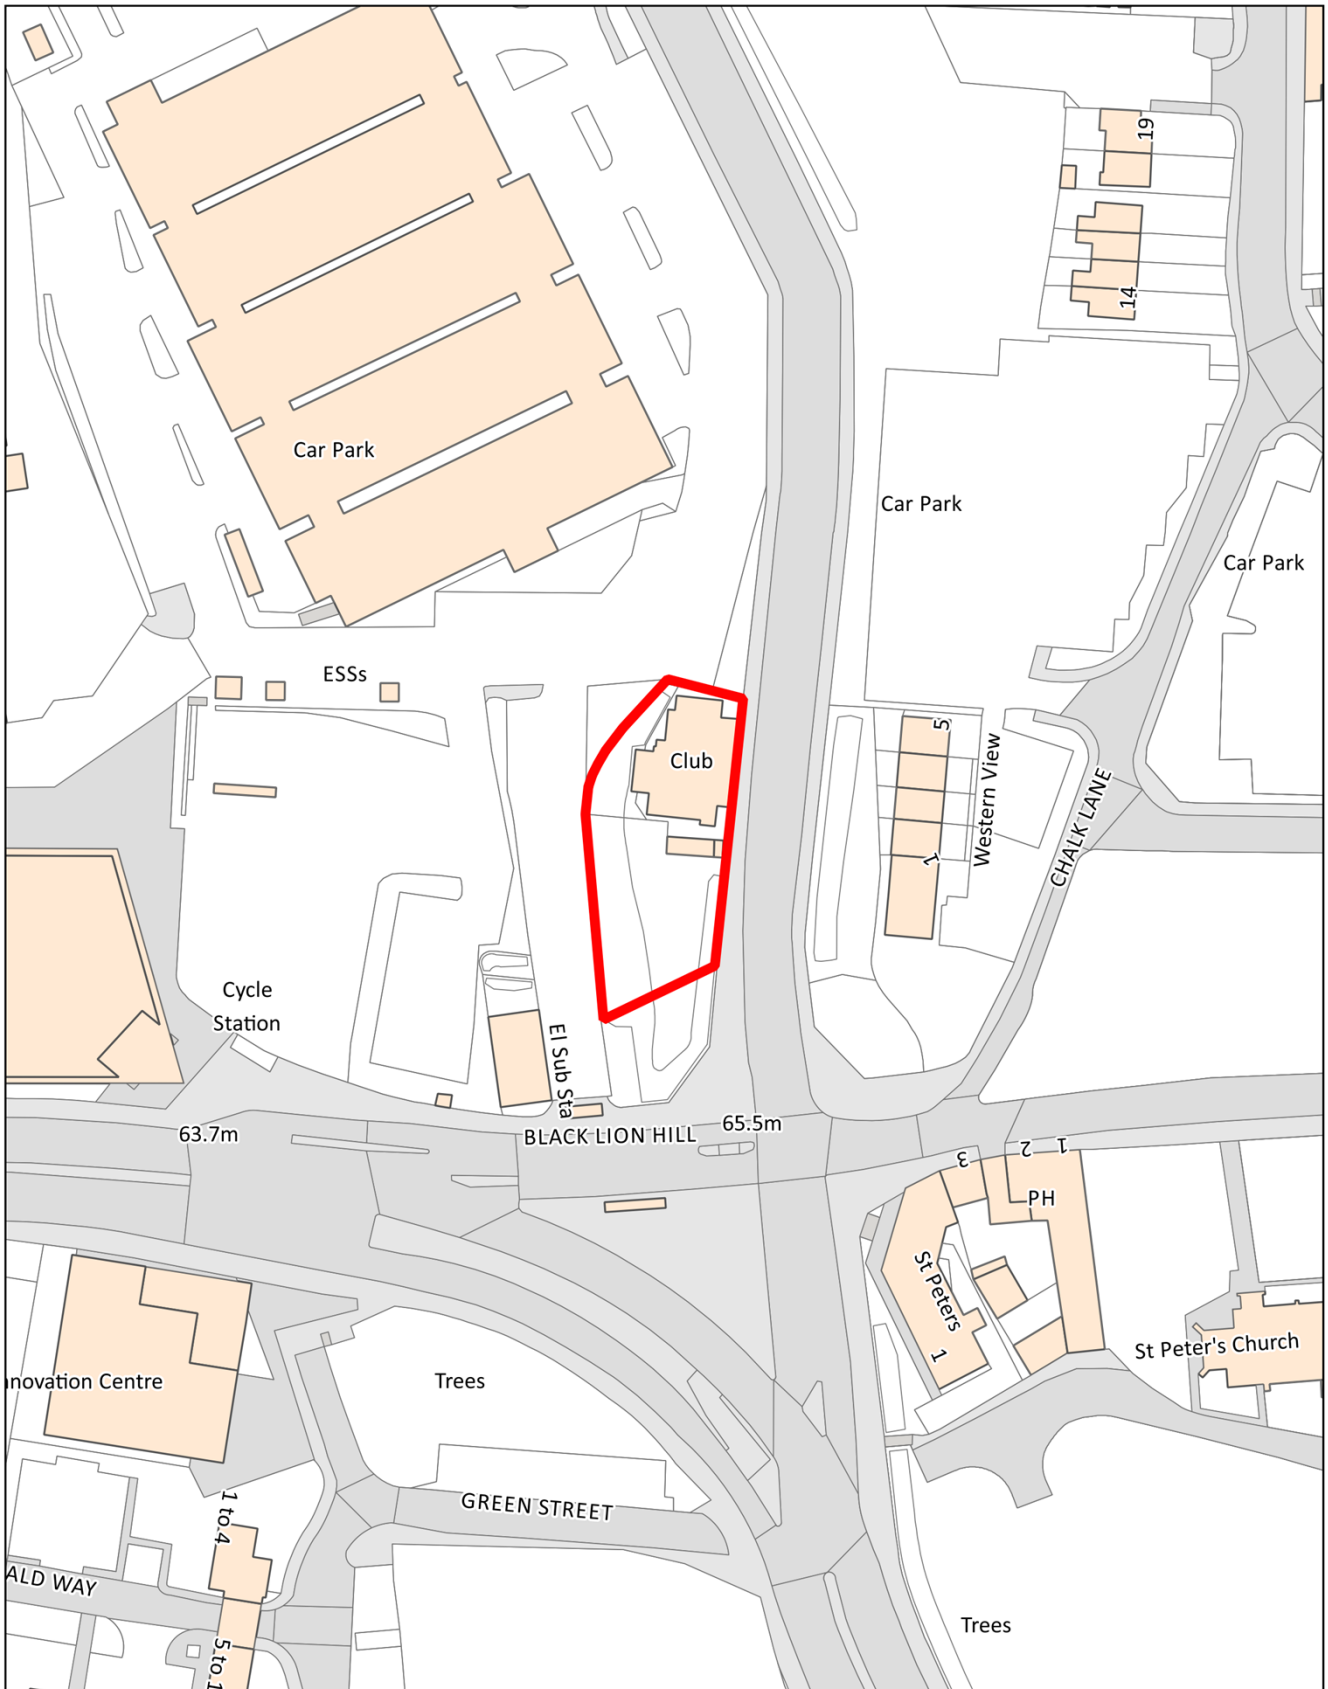 19
14
Car Park
Car Park
Car Park
ESSs
5
Club
Western View
1
CHALK LANE
Cycle
Station
El Sub Sta
63.7m
65.5m
BLACK LION HILL
3
2
1
PH
St Peters
1
St Peter's Church
nnovation Centre
Trees
1 to 4
GREEN STREET
ALD WAY
Trees
5 to 1